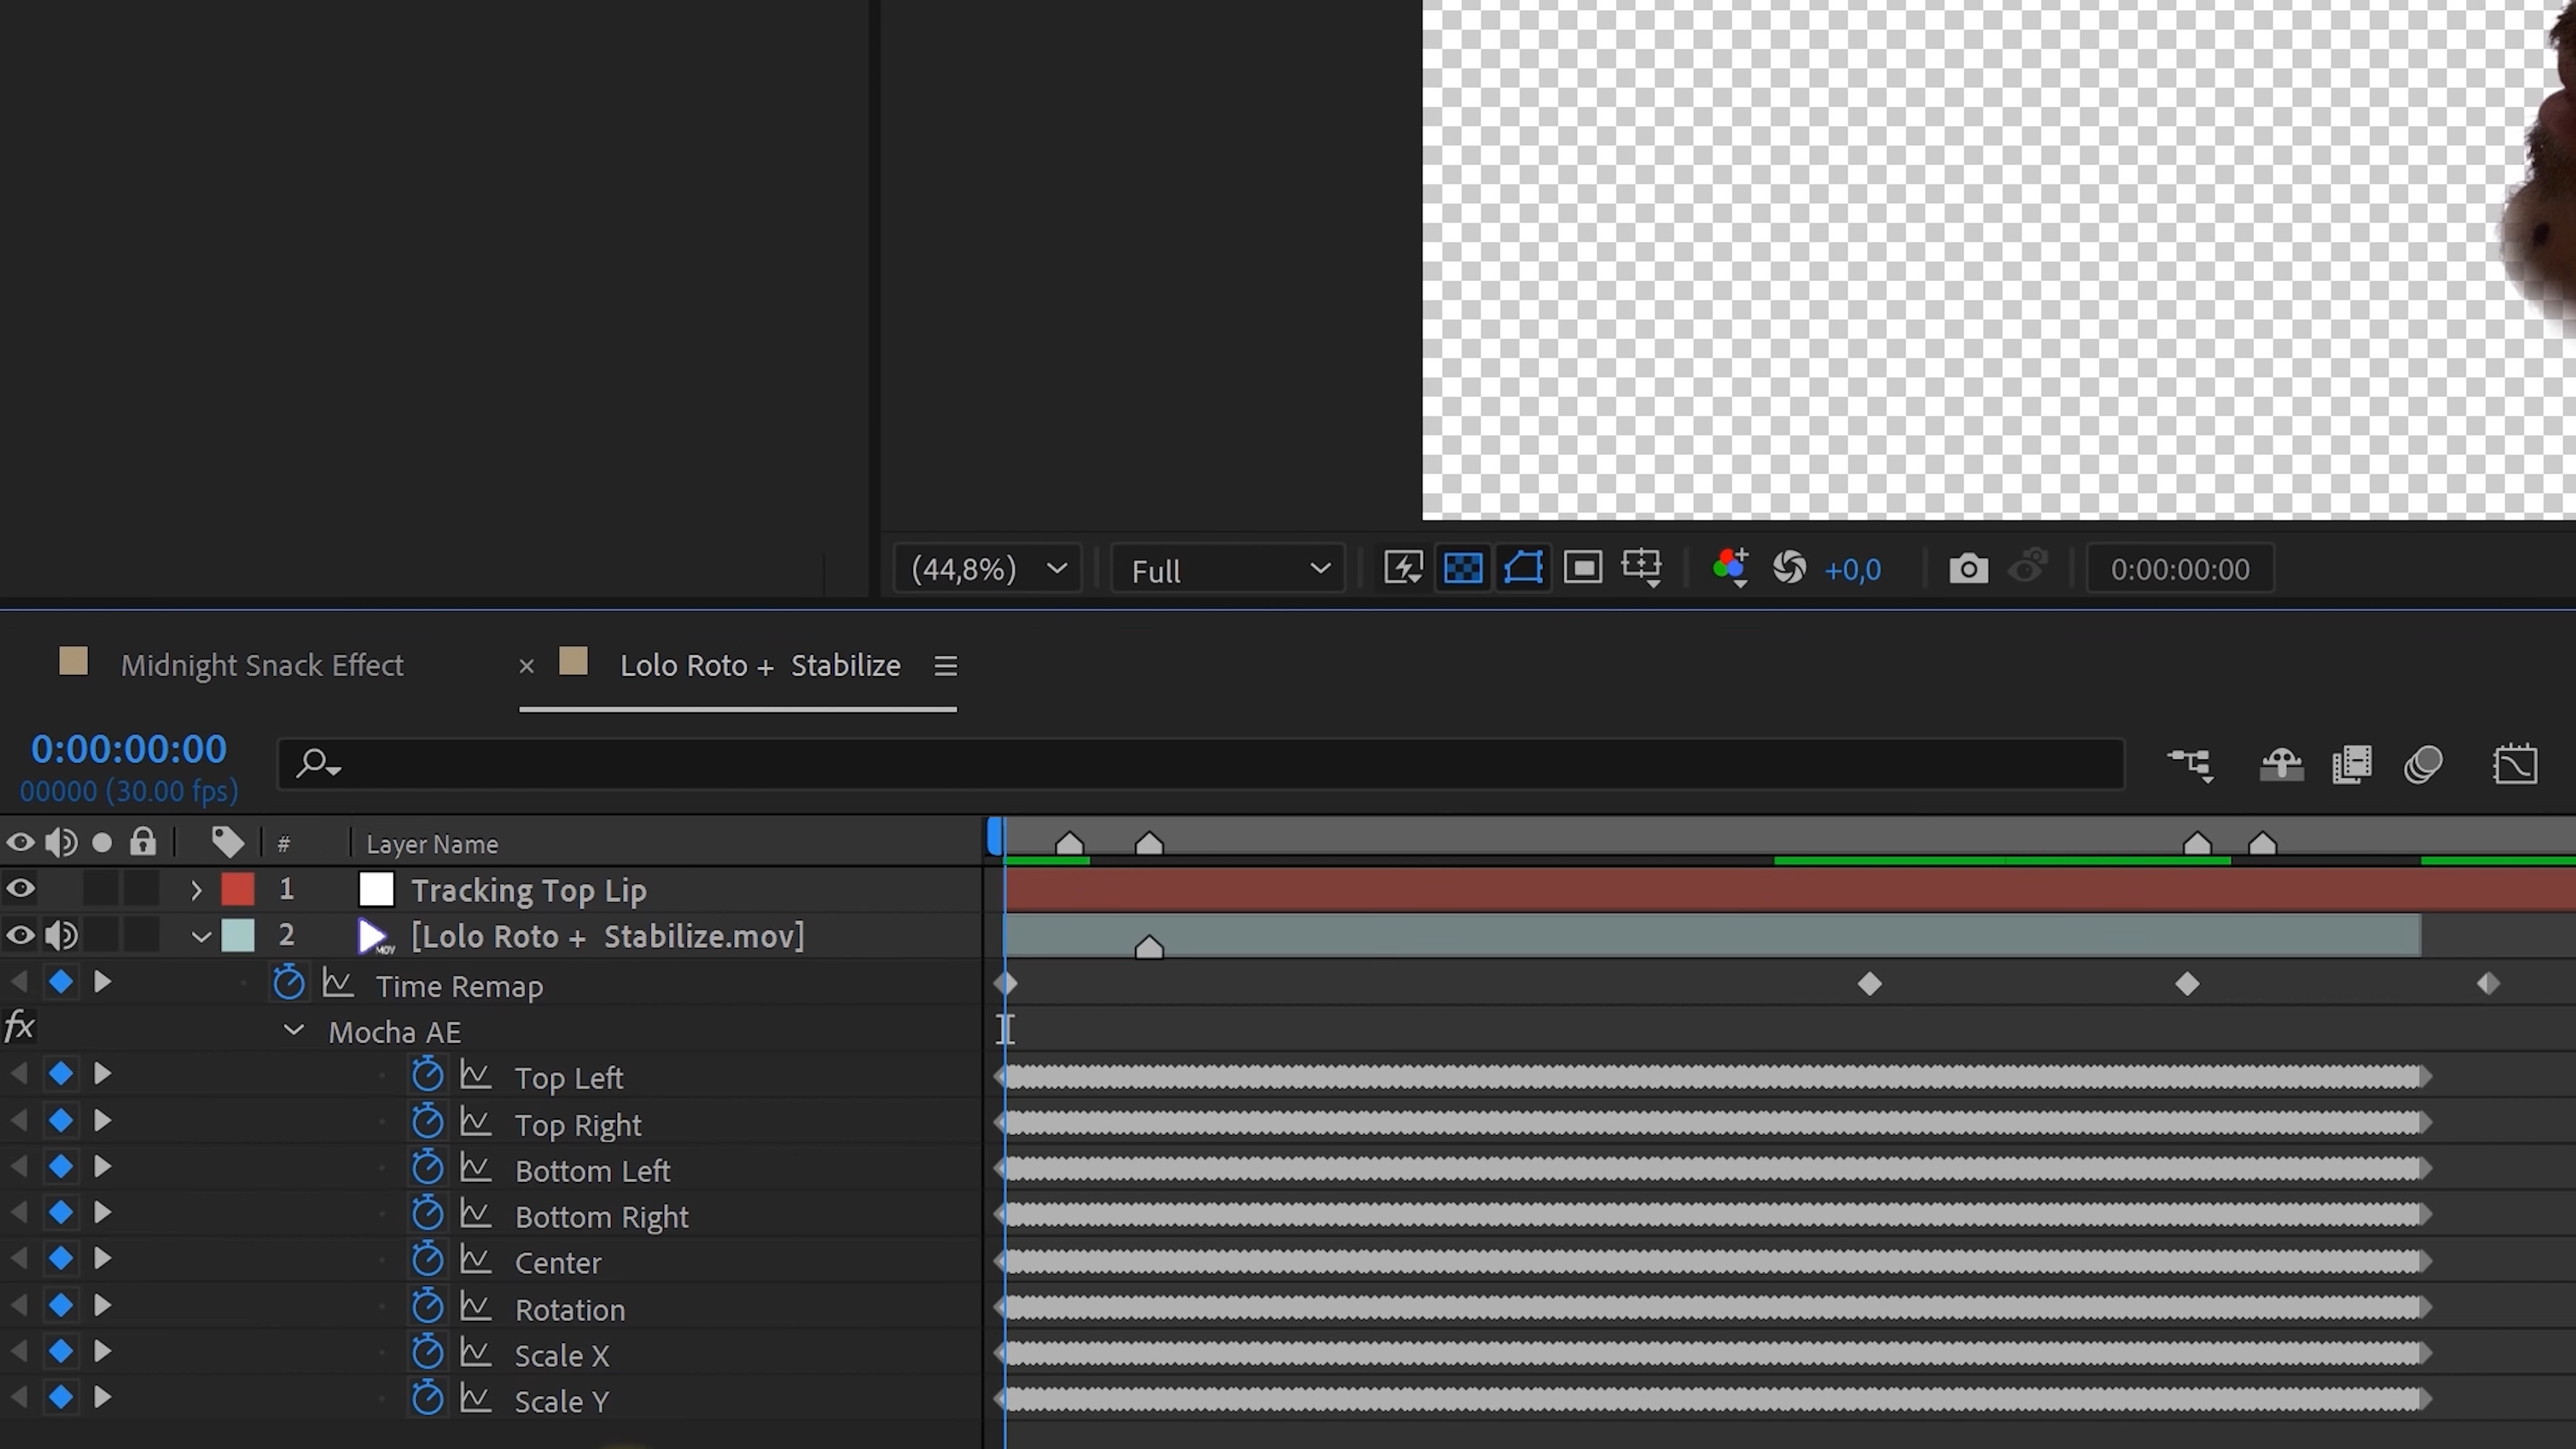 (44,8%) Full +0,0 0:00:00:00
Midnight Snack Effect × Lolo Roto + Stabilize
0:00:00:00
00000 (30.00 fps)
# Layer Name
1 Tracking Top Lip
2 MOV [Lolo Roto + Stabilize.mov]
Time Remap
fx Mocha AE
Top Left
Top Right
Bottom Left
Bottom Right
Center
Rotation
Scale X
Scale Y